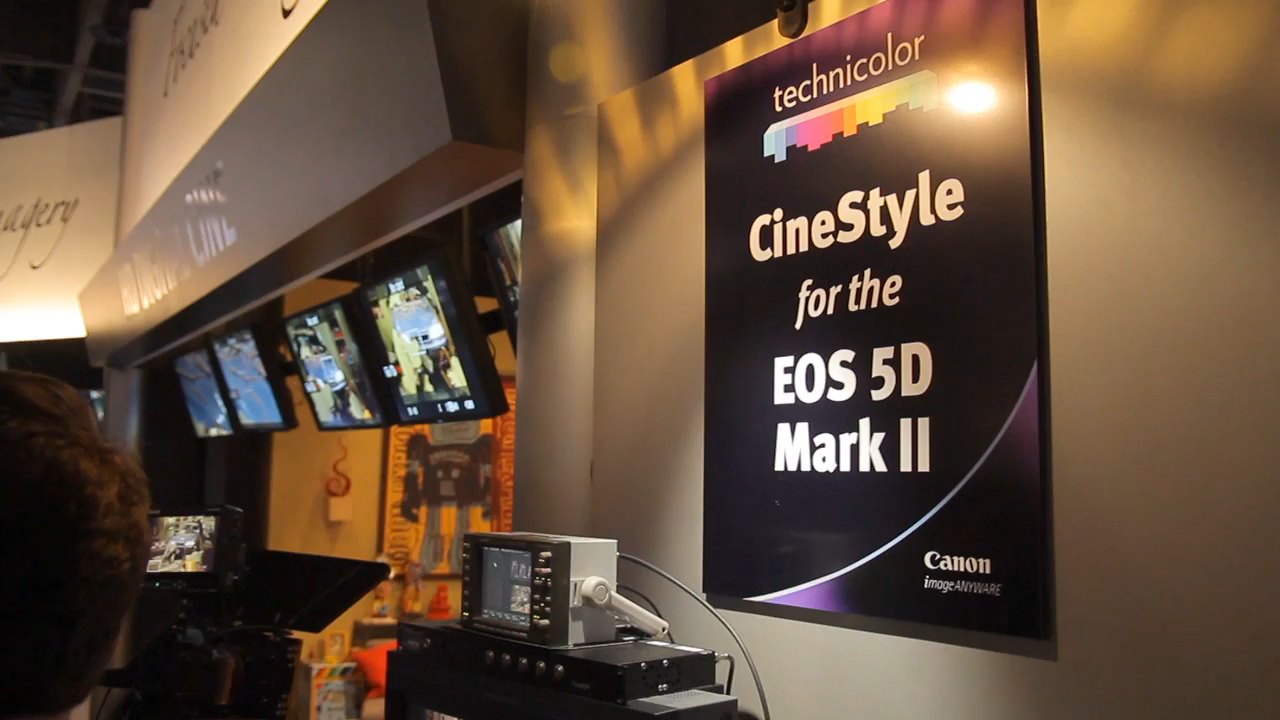 technicolor
CineStyle
for the
EOS 5D
Mark II
Canon
imageANYWARE